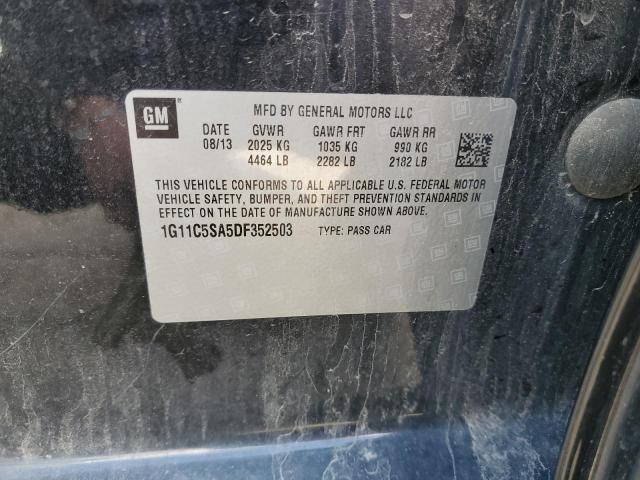 GM
MFD BY GENERAL MOTORS LLC
DATE GVWR GAWR FRT GAWR RR
08/13 2025 KG 1035 KG 990 KG
4464 LB 2282 LB 2182 LB
THIS VEHICLE CONFORMS TO ALL APPLICABLE U.S. FEDERAL MOTOR
VEHICLE SAFETY, BUMPER, AND THEFT PREVENTION STANDARDS IN
EFFECT ON THE DATE OF MANUFACTURE SHOWN ABOVE.
1G11C5SA5DF352503 TYPE: PASS CAR